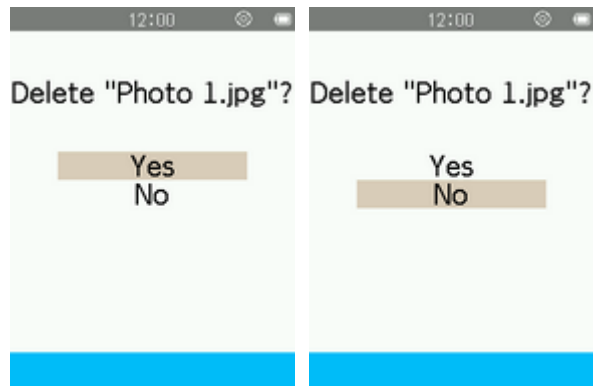 12:00
Delete "Photo 1.jpg"?
Yes
No
12:00
Delete "Photo 1.jpg"?
Yes
No